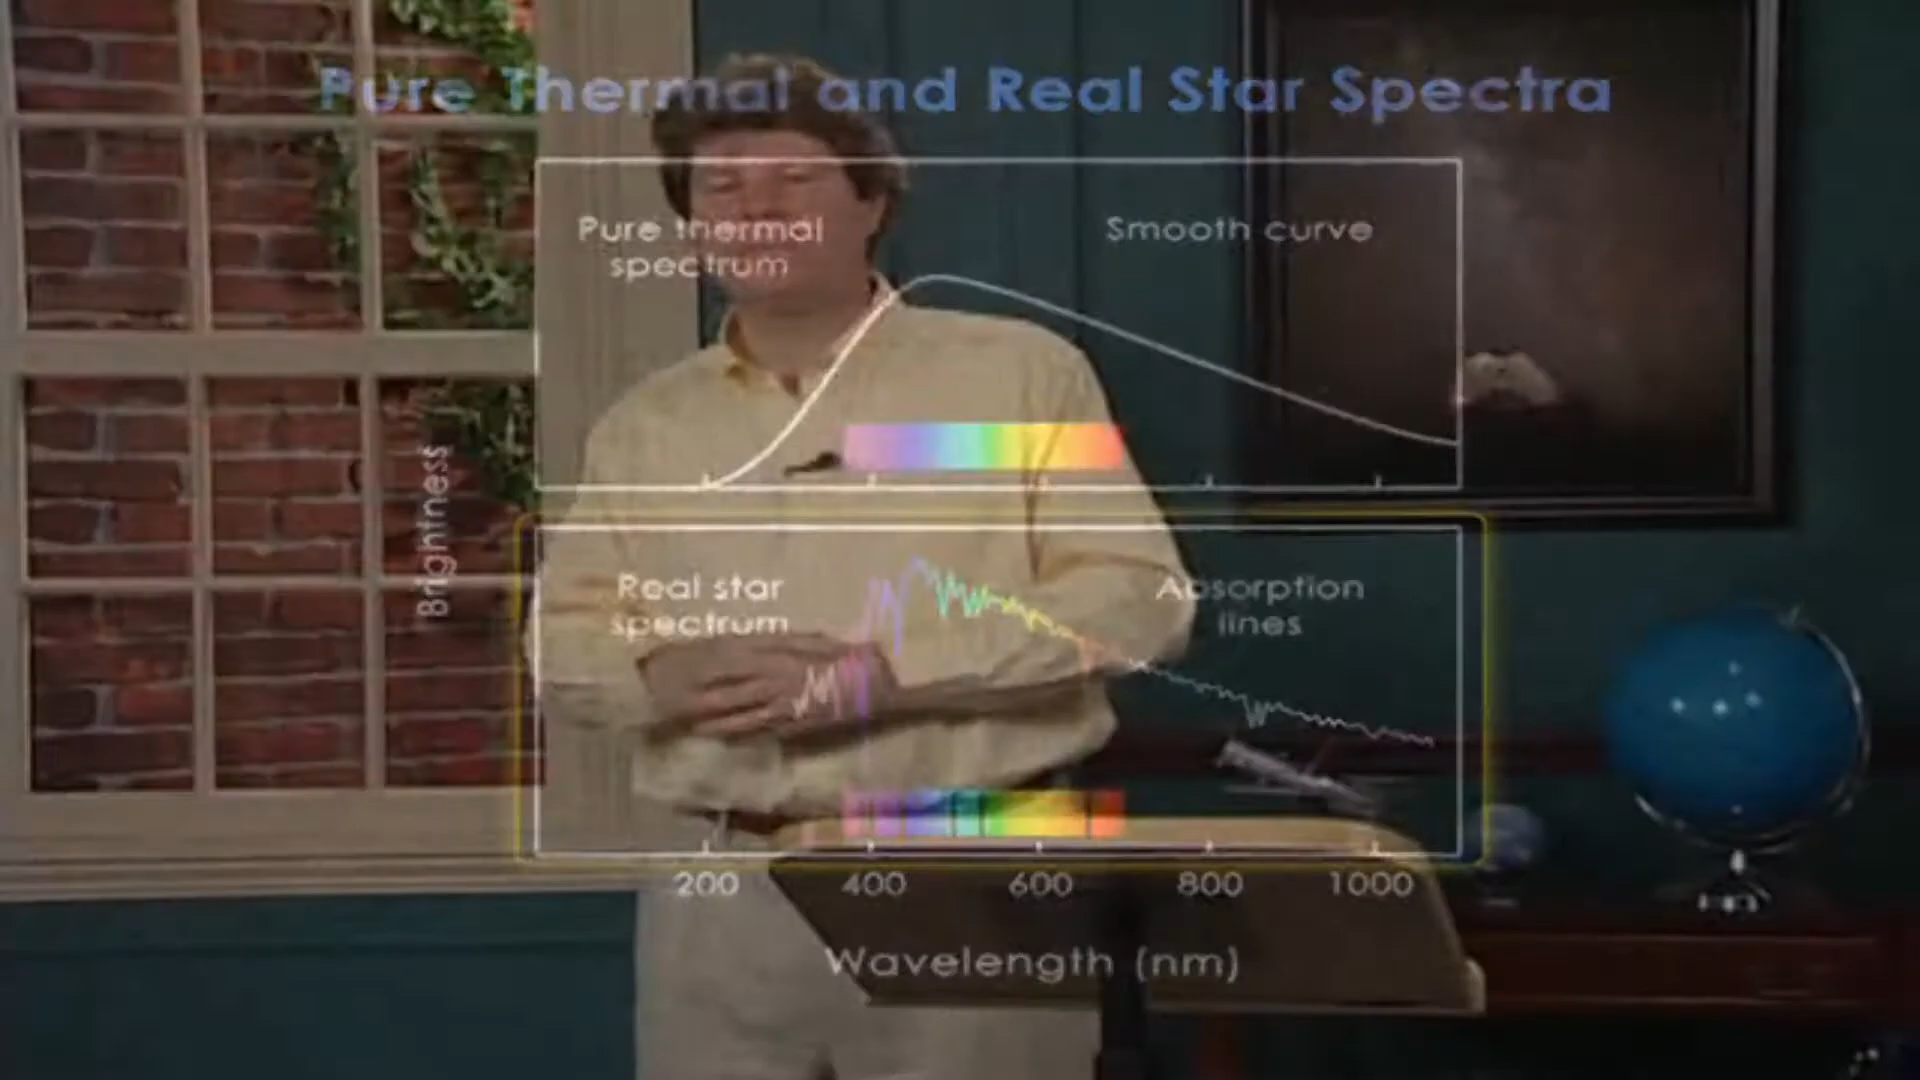 Pure Thermal and Real Star Spectra
Pure thermal
spectrum
Smooth curve
Brightness
Real star
spectrum
Absorption
lines
200 400 600 800 1000
Wavelength (nm)